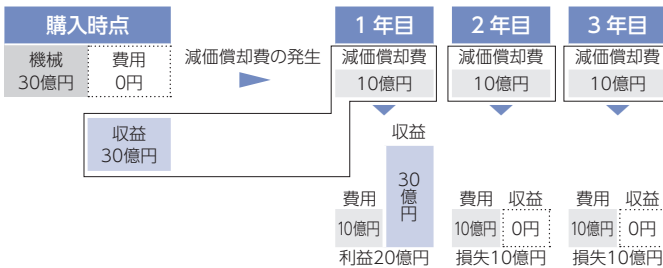 購入時点
機械
30億円
費用
0円
減価償却費の発生
収益
30億円
1年目
減価償却費
10億円
収益
30億円
費用
10億円
利益20億円
2年目
減価償却費
10億円
費用 収益
10億円 0円
損失10億円
3年目
減価償却費
10億円
費用 収益
10億円 0円
損失10億円